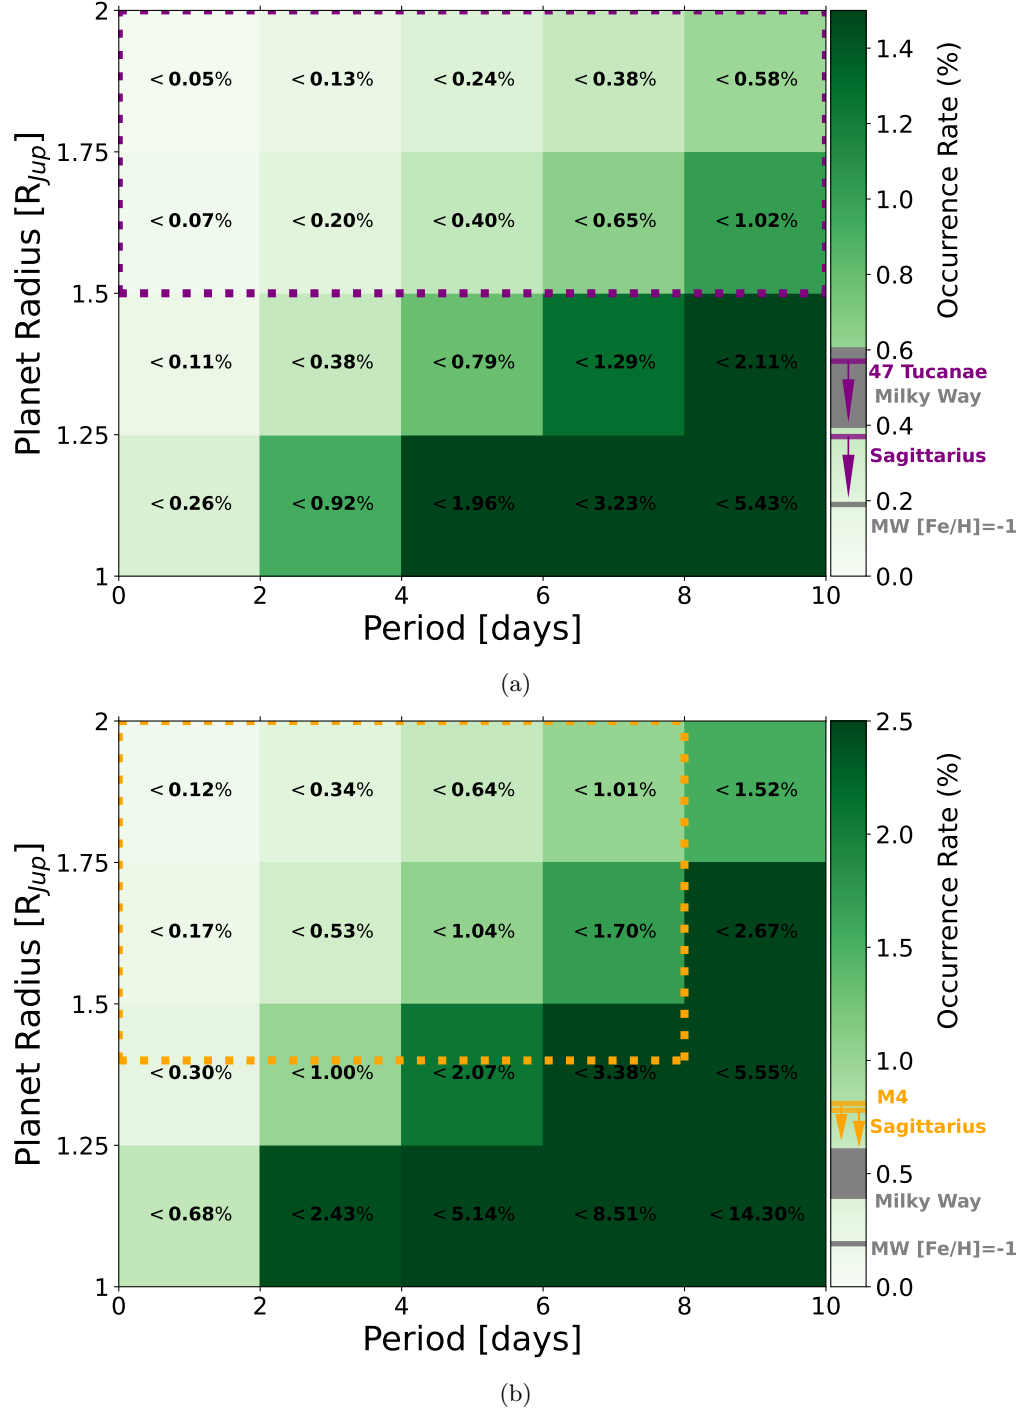 2
1.75
1.5
1.25
1
Planet Radius [R_Jup]
< 0.05% < 0.13% < 0.24% < 0.38% < 0.58%
< 0.07% < 0.20% < 0.40% < 0.65% < 1.02%
< 0.11% < 0.38% < 0.79% < 1.29% < 2.11%
< 0.26% < 0.92% < 1.96% < 3.23% < 5.43%
0 2 4 6 8 10
Period [days]
1.4
1.2
1.0
0.8
0.6
47 Tucanae
Milky Way
0.4
Sagittarius
0.2
MW [Fe/H]=-1
0.0
Occurrence Rate (%)
(a)
2
1.75
1.5
1.25
1
Planet Radius [R_Jup]
< 0.12% < 0.34% < 0.64% < 1.01% < 1.52%
< 0.17% < 0.53% < 1.04% < 1.70% < 2.67%
< 0.30% < 1.00% < 2.07% < 3.38% < 5.55%
< 0.68% < 2.43% < 5.14% < 8.51% < 14.30%
0 2 4 6 8 10
Period [days]
2.5
2.0
1.5
1.0
M4
Sagittarius
0.5
Milky Way
MW [Fe/H]=-1
0.0
Occurrence Rate (%)
(b)